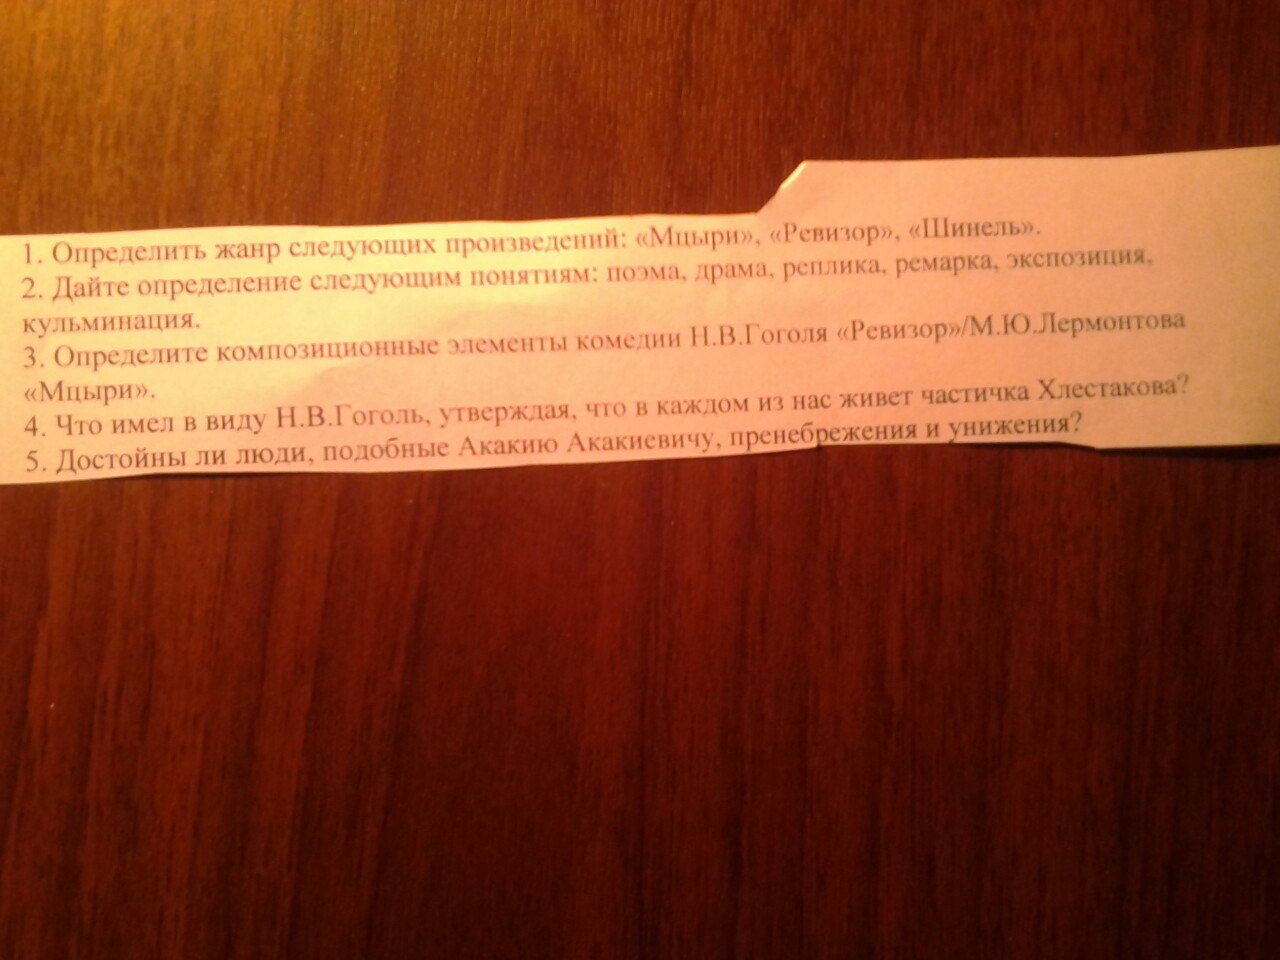 1. Определить жанр следующих произведений: «Мцыри», «Ревизор», «Шинель».
2. Дайте определение следующим понятиям: поэма, драма, реплика, ремарка, экспозиция,
кульминация.
3. Определите композиционные элементы комедии Н.В.Гоголя «Ревизор»/М.Ю.Лермонтова
«Мцыри».
4. Что имел в виду Н.В.Гоголь, утверждая, что в каждом из нас живет частичка Хлестакова?
5. Достойны ли люди, подобные Акакию Акакиевичу, пренебрежения и унижения?